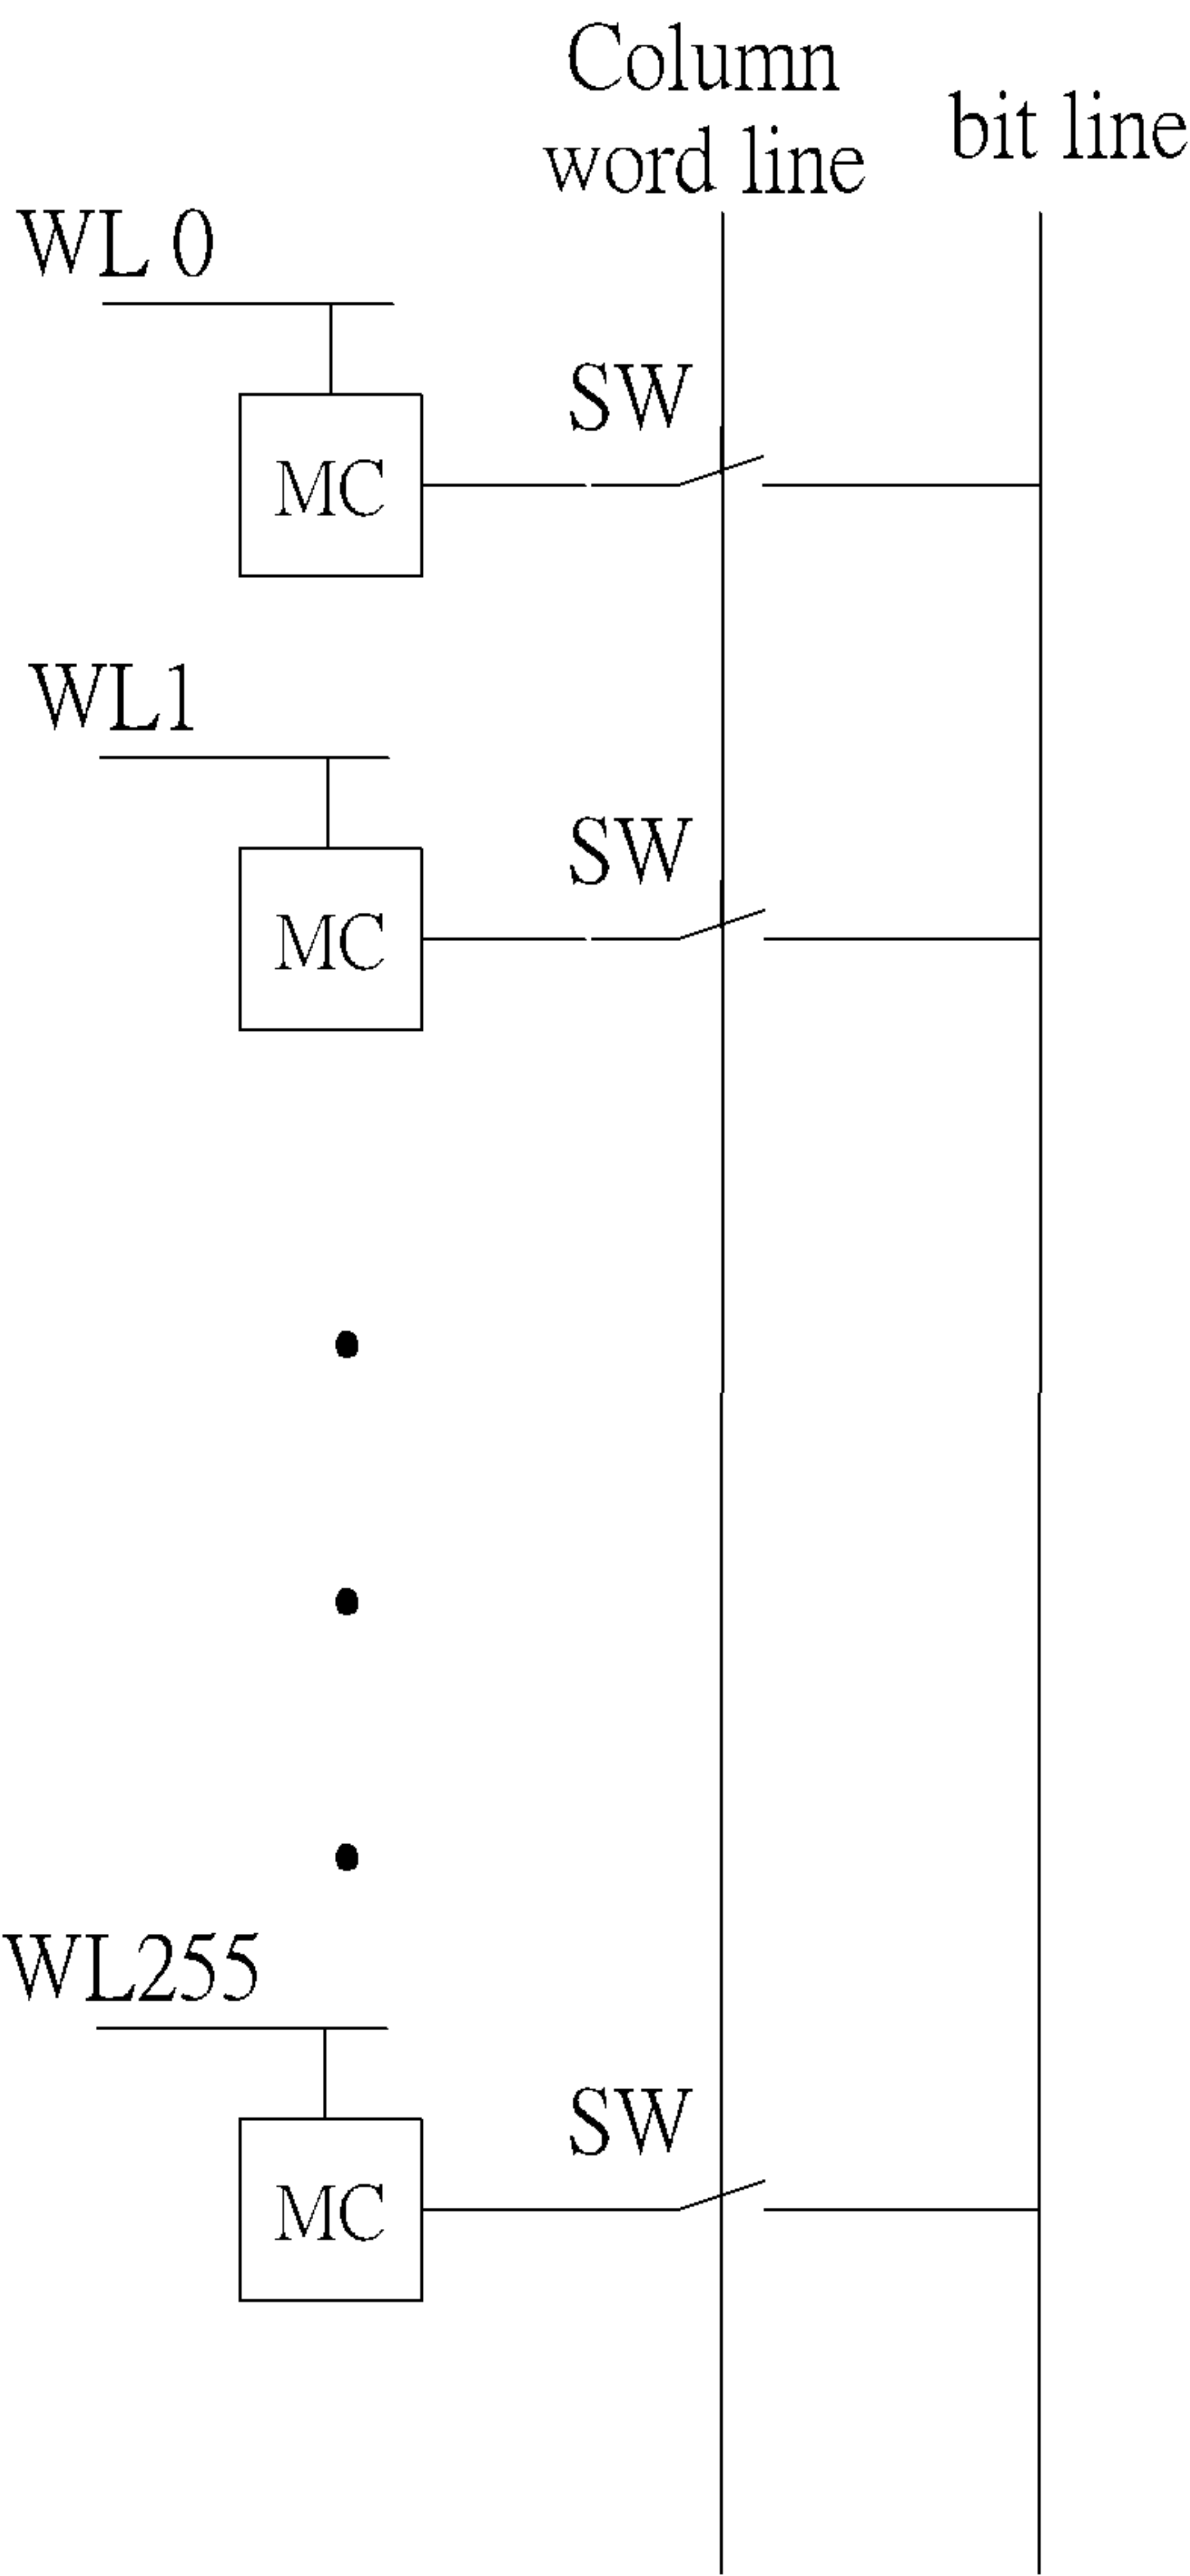 Column
word line
bit line
WL 0
SW
MC
WL1
SW
MC
WL255
SW
MC